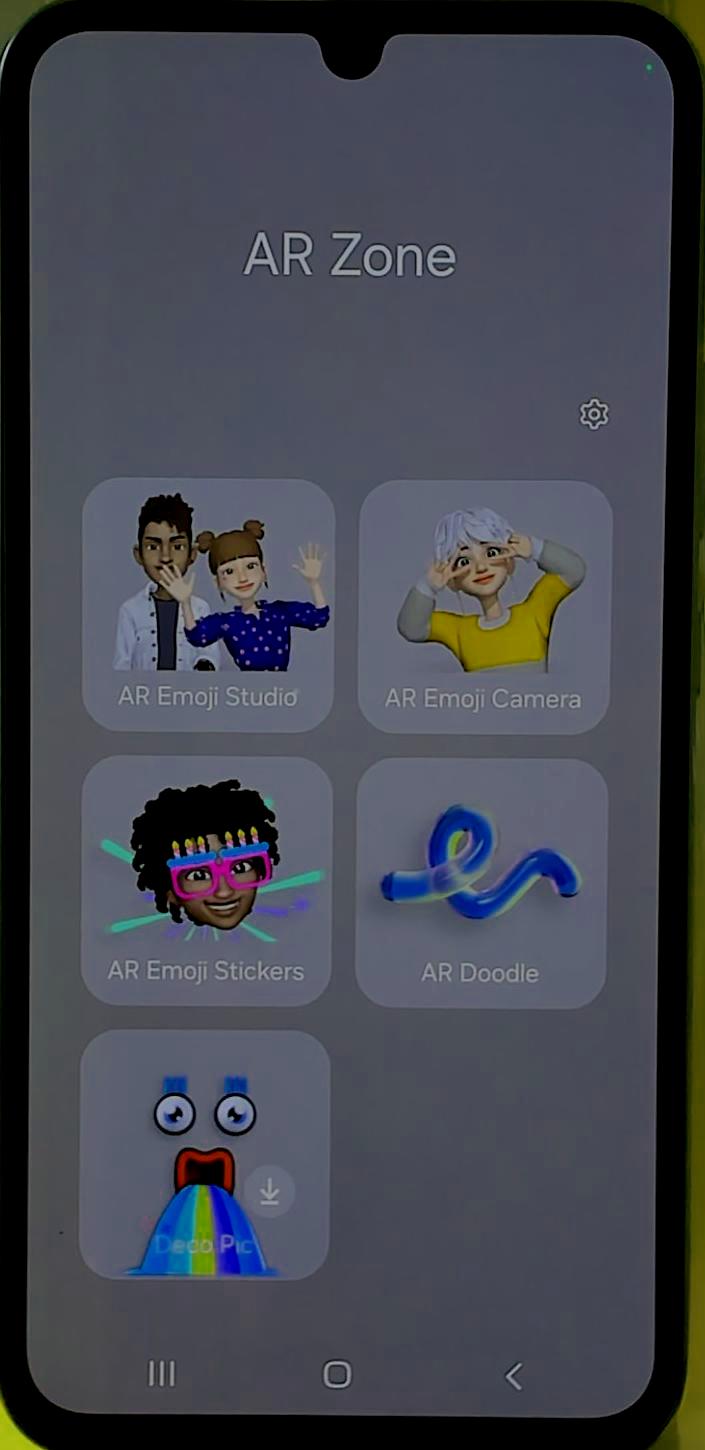 AR Zone
AR Emoji Studio
AR Emoji Camera
AR Emoji Stickers
AR Doodle
Deco Pic